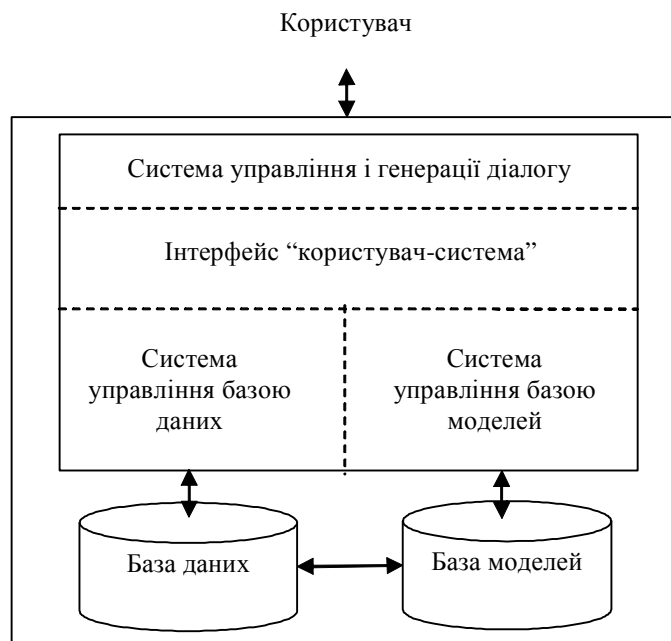 Користувач
Система управління і генерації діалогу
Інтерфейс “користувач-система”
Система
управління базою
даних
Система
управління базою
моделей
База даних
База моделей